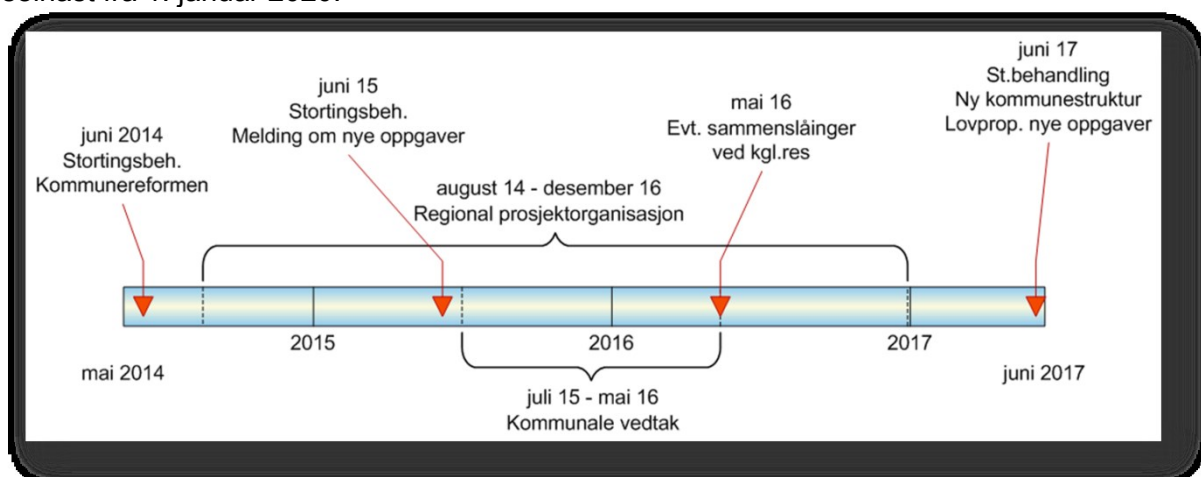 juni 2014
Stortingsbeh.
Kommunereformen
juni 15
Stortingsbeh.
Melding om nye oppgaver
august 14 - desember 16
Regional prosjektorganisasjon
mai 16
Evt. sammenslåinger
ved kgl.res
juni 17
St.behandling
Ny kommunestruktur
Lovprop. nye oppgaver
2015
2016
2017
mai 2014
juni 2017
juli 15 - mai 16
Kommunale vedtak